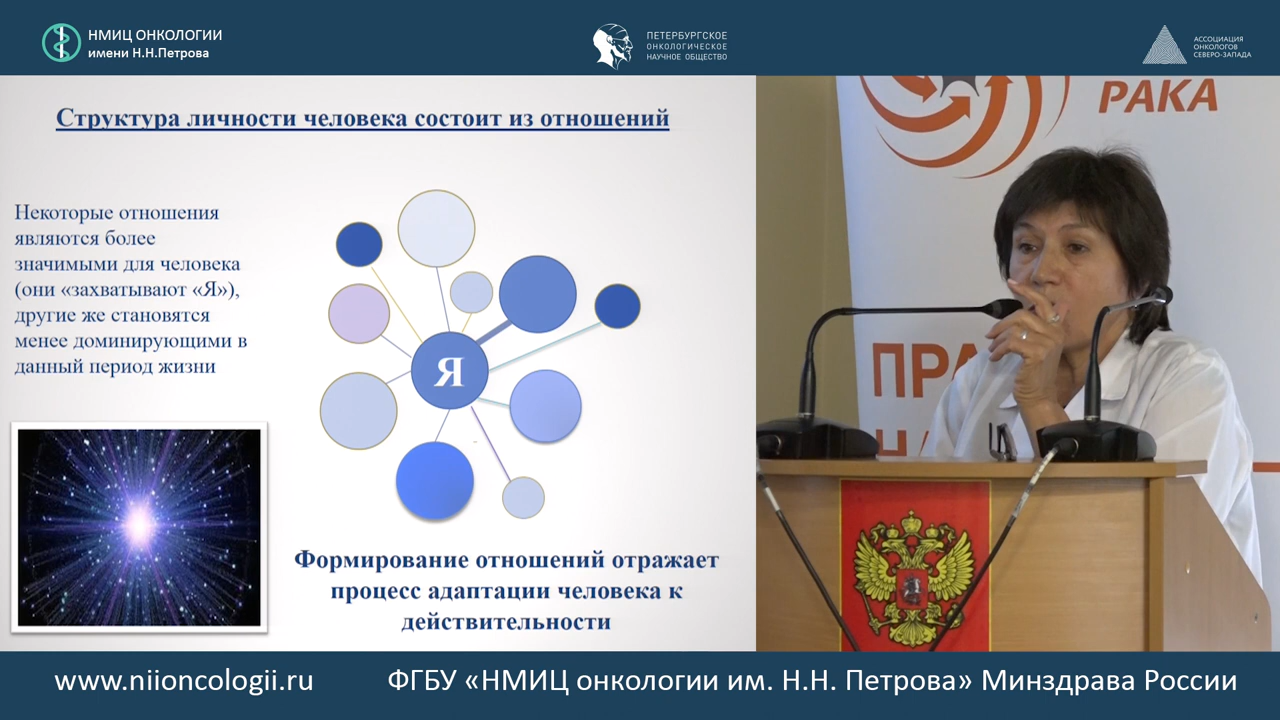 НМИЦ ОНКОЛОГИИ
имени Н.Н.Петрова
ПЕТЕРБУРГСКОЕ
ОНКОЛОГИЧЕСКОЕ
НАУЧНОЕ ОБЩЕСТВО
АССОЦИАЦИЯ
ОНКОЛОГОВ
СЕВЕРО-ЗАПАДА
Структура личности человека состоит из отношений
Некоторые отношения
являются более
значимыми для человека
(они «захватывают «Я»),
другие же становятся
менее доминирующими в
данный период жизни
Я
Формирование отношений отражает
процесс адаптации человека к
действительности
РАКА
www.niioncologii.ru
ФГБУ «НМИЦ онкологии им. Н.Н. Петрова» Минздрава России